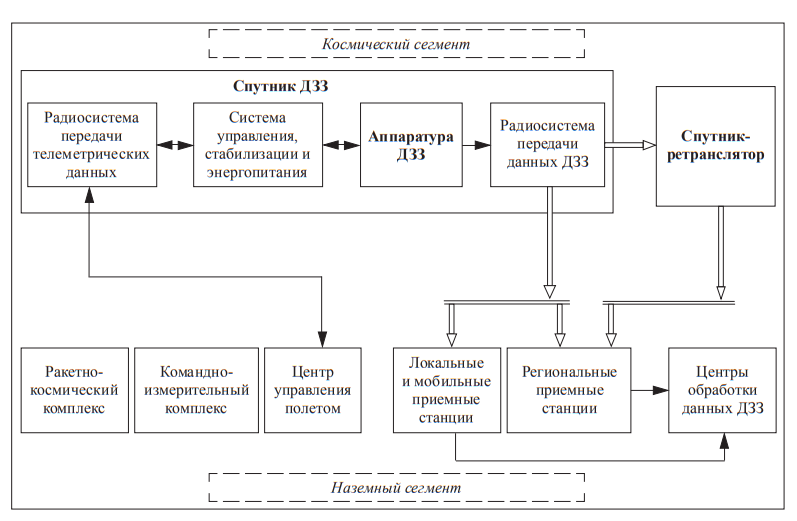 Космический сегмент
Спутник ДЗЗ
Радиосистема
передачи
телеметрических
данных
Система
управления,
стабилизации и
энергопитания
Аппаратура
ДЗЗ
Радиосистема
передачи
данных ДЗЗ
Спутник-
ретранслятор
Ракетно-
космический
комплекс
Командно-
измерительный
комплекс
Центр
управления
полетом
Локальные
и мобильные
приемные
станции
Региональные
приемные
станции
Центры
обработки
данных ДЗЗ
Наземный сегмент